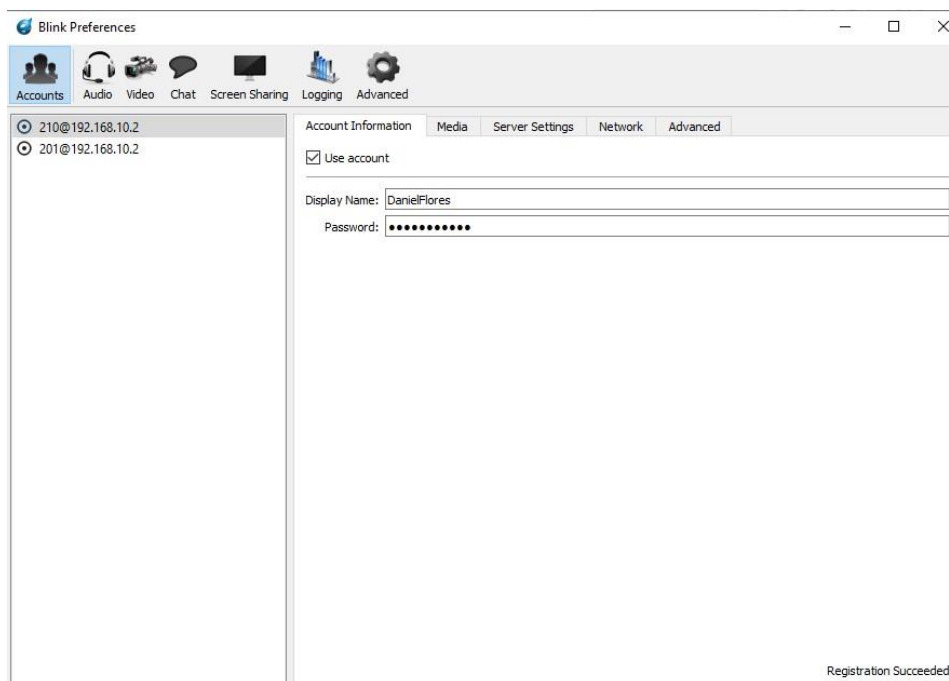 Blink Preferences
Accounts Audio Video Chat Screen Sharing Logging Advanced
210@192.168.10.2
201@192.168.10.2
Account Information Media Server Settings Network Advanced
Use account
Display Name: DanielFlores
Password: ●●●●●●●●●●●
Registration Succeeded